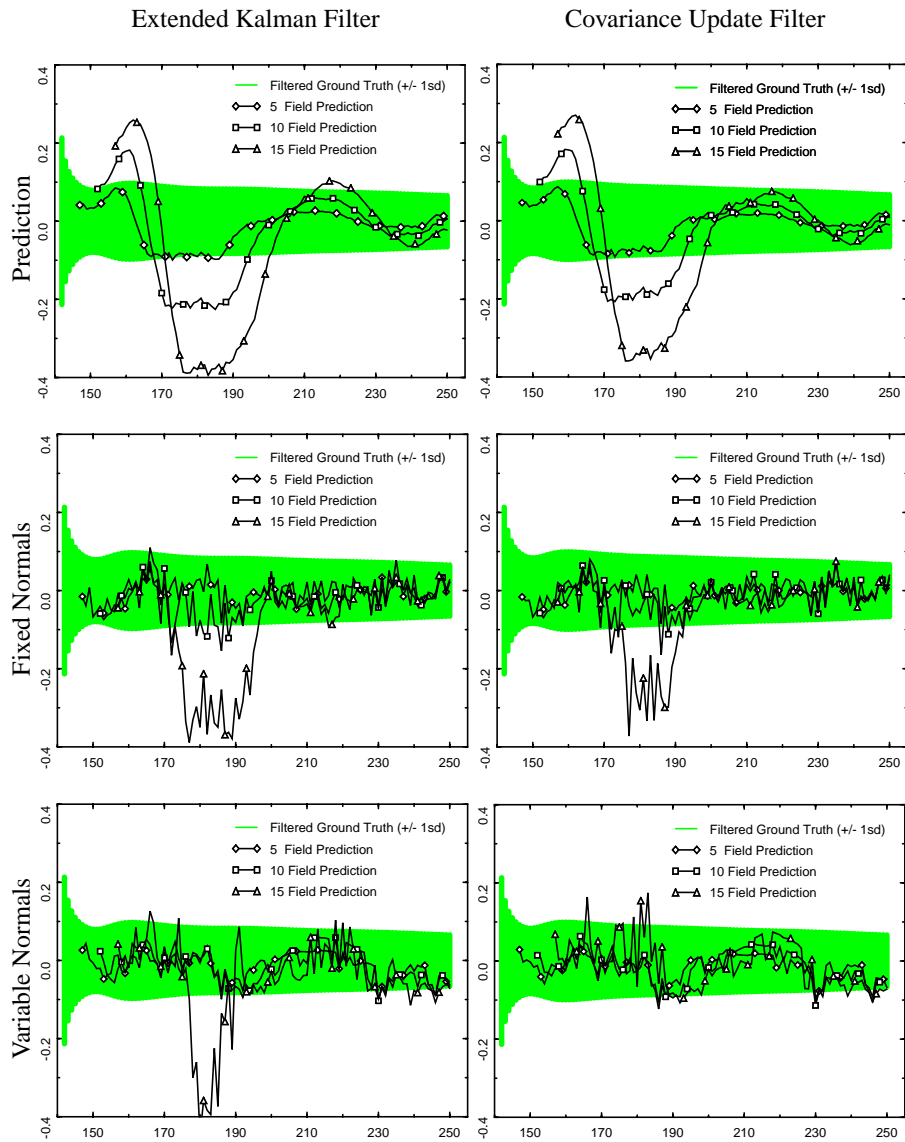 Extended Kalman Filter
Covariance Update Filter
Prediction
0.4
0.2
0.0
-0.2
-0.4
Filtered Ground Truth (+/- 1sd)
5 Field Prediction
10 Field Prediction
15 Field Prediction
150 170 190 210 230 250
0.4
0.2
0.0
-0.2
-0.4
Filtered Ground Truth (+/- 1sd)
5 Field Prediction
10 Field Prediction
15 Field Prediction
150 170 190 210 230 250
Fixed Normals
0.4
0.2
0.0
-0.2
-0.4
Filtered Ground Truth (+/- 1sd)
5 Field Prediction
10 Field Prediction
15 Field Prediction
150 170 190 210 230 250
0.4
0.2
0.0
-0.2
-0.4
Filtered Ground Truth (+/- 1sd)
5 Field Prediction
10 Field Prediction
15 Field Prediction
150 170 190 210 230 250
Variable Normals
0.4
0.2
0.0
-0.2
-0.4
Filtered Ground Truth (+/- 1sd)
5 Field Prediction
10 Field Prediction
15 Field Prediction
150 170 190 210 230 250
0.4
0.2
0.0
-0.2
-0.4
Filtered Ground Truth (+/- 1sd)
5 Field Prediction
10 Field Prediction
15 Field Prediction
150 170 190 210 230 250